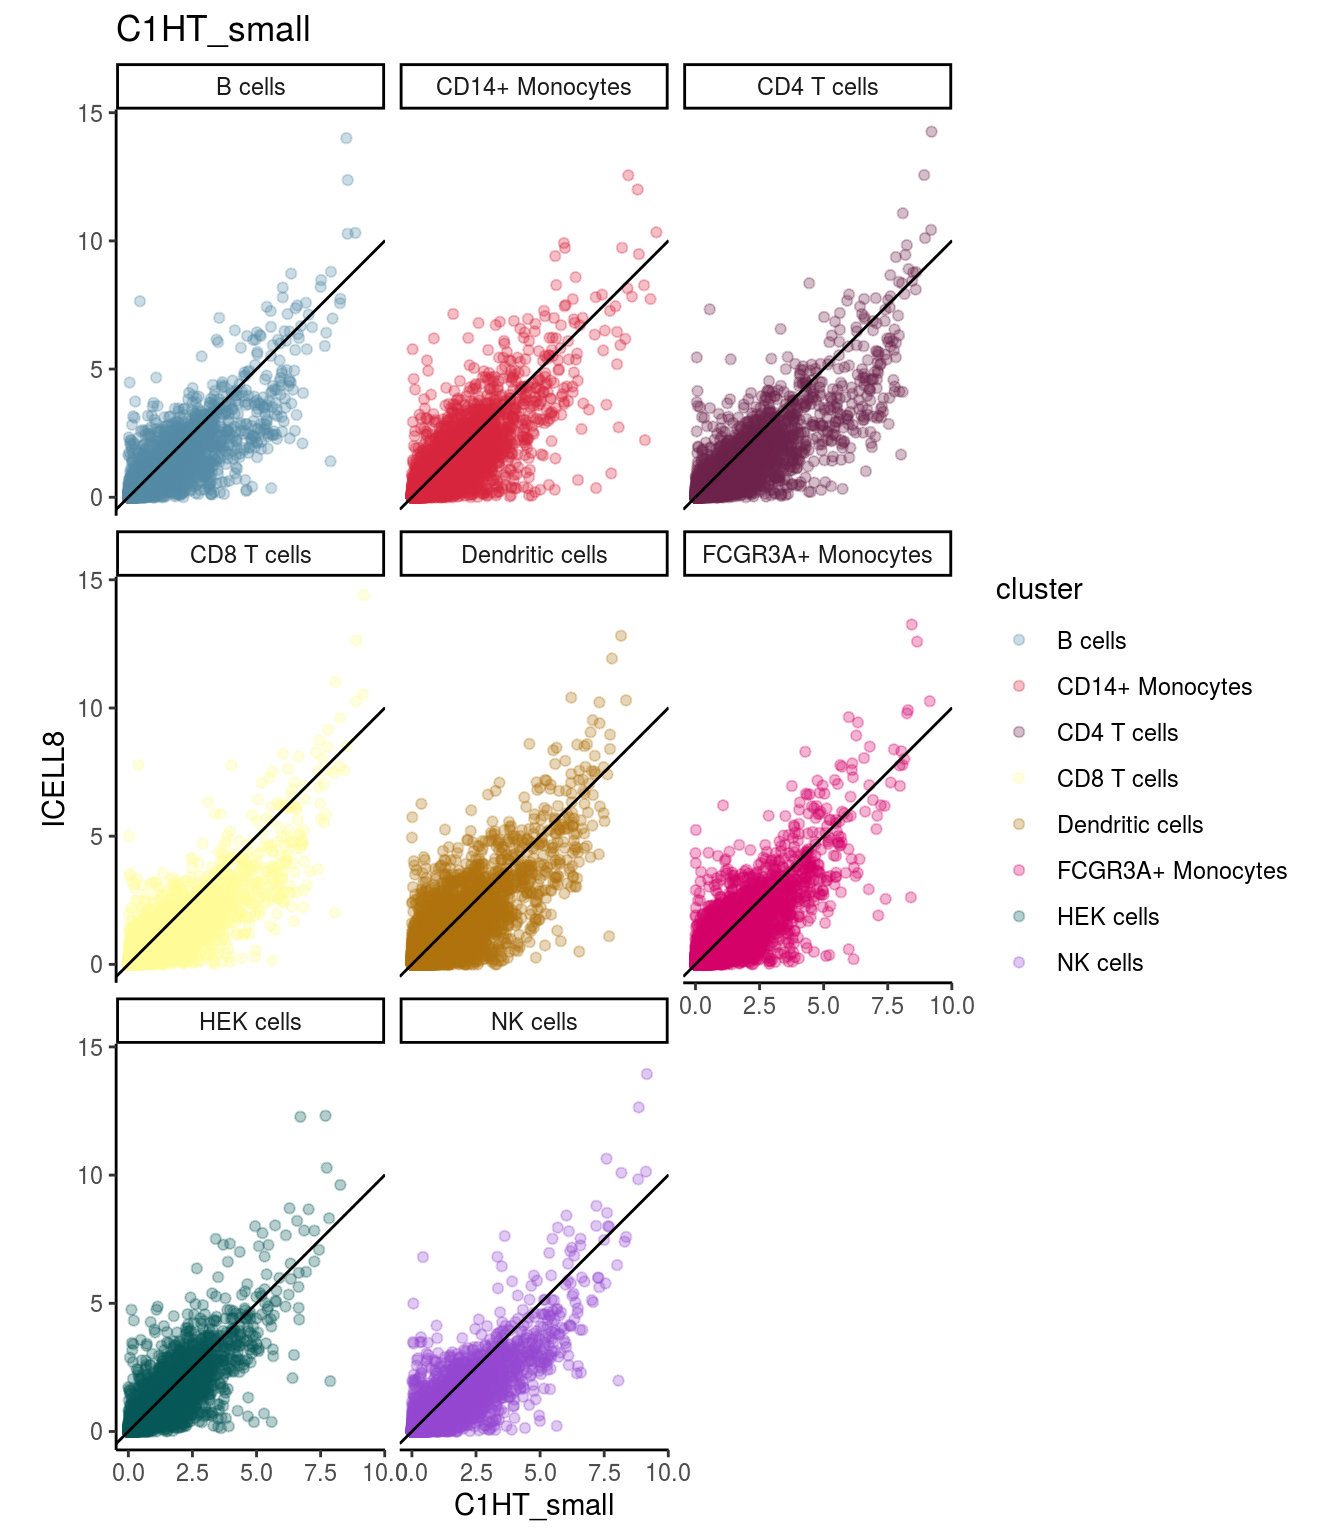 C1HT_small
B cells
CD14+ Monocytes
CD4 T cells
15
10
5
0
CD8 T cells
Dendritic cells
FCGR3A+ Monocytes
15
10
5
0
0.0 2.5 5.0 7.5 10.0
HEK cells
NK cells
15
10
5
0
0.0 2.5 5.0 7.5 10.0
0.0 2.5 5.0 7.5 10.0
C1HT_small
ICELL8
cluster
B cells
CD14+ Monocytes
CD4 T cells
CD8 T cells
Dendritic cells
FCGR3A+ Monocytes
HEK cells
NK cells